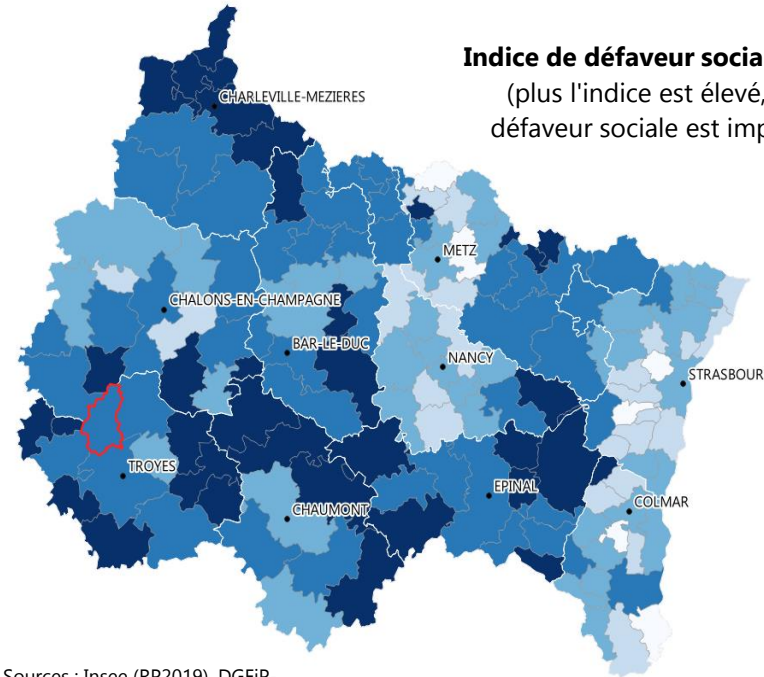 Indice de défaveur socia
(plus l'indice est élevé,
défaveur sociale est imp
CHARLEVILLE-MEZIERES
METZ
CHALONS-EN-CHAMPAGNE
BAR-LE-DUC
NANCY
STRASBOUR
TROYES
EPINAL
CHAUMONT
COLMAR
Sources : Insee (RP2019), DGFiP